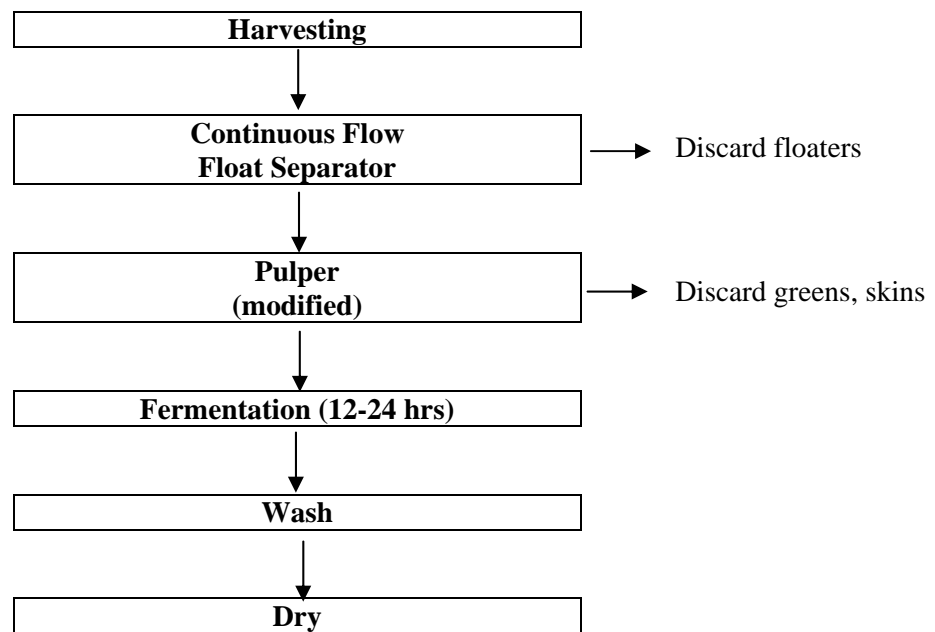 Harvesting
Continuous Flow
Float Separator
Discard floaters
Pulper
(modified)
Discard greens, skins
Fermentation (12-24 hrs)
Wash
Dry